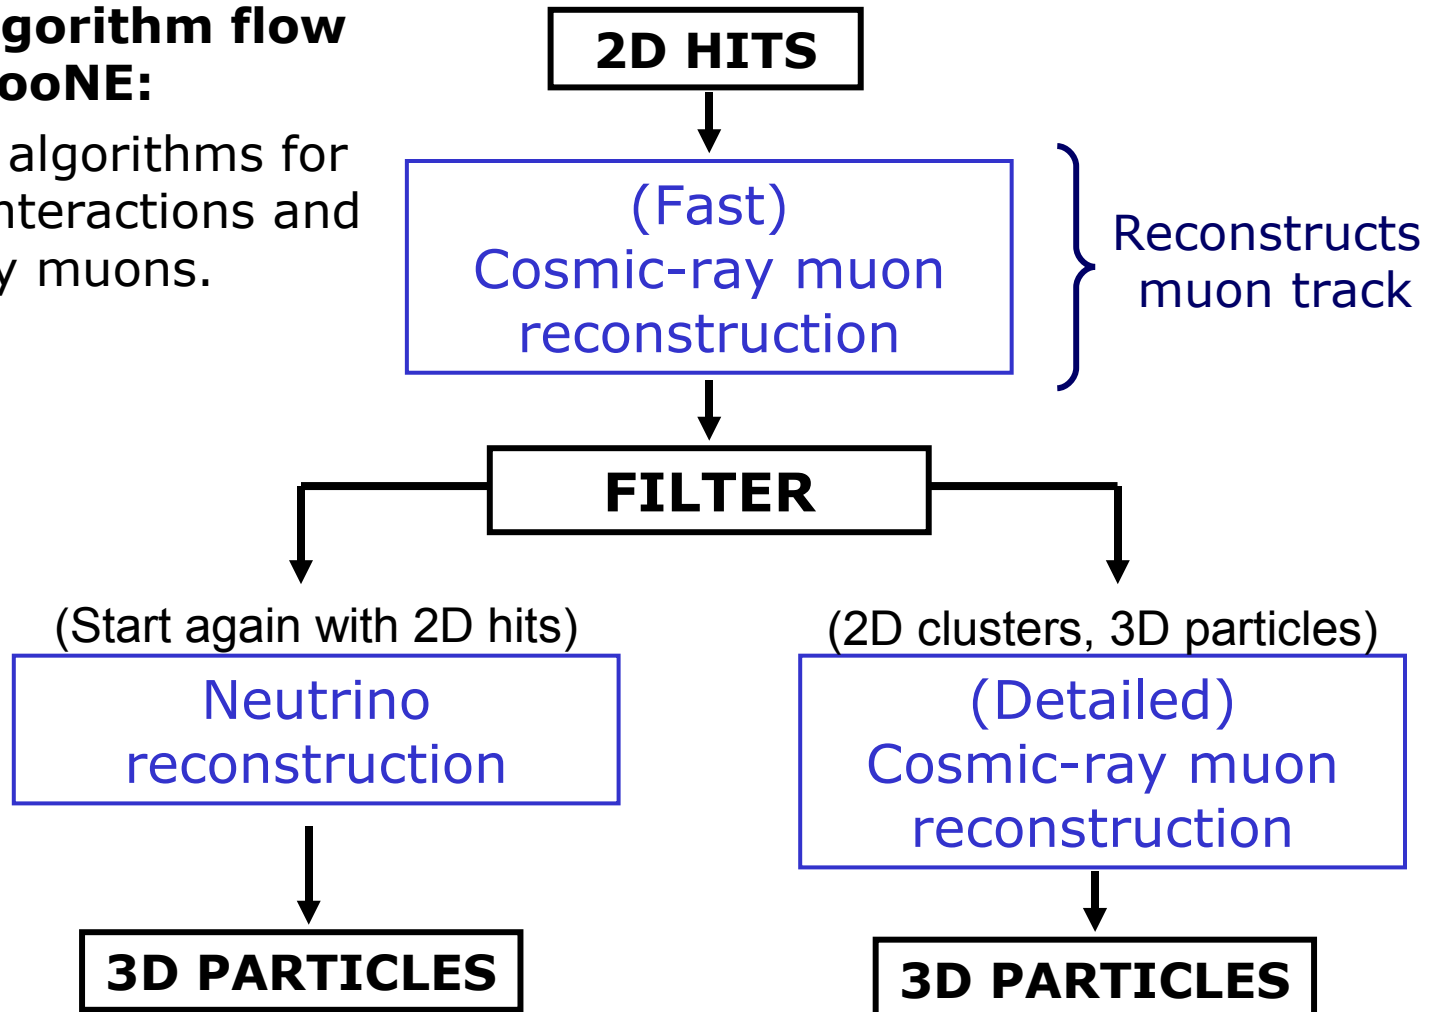 gorithm flow
ooNE:
algorithms for
nteractions and
y muons.
2D HITS
(Fast)
Cosmic-ray muon
reconstruction
Reconstructs
muon track
FILTER
(Start again with 2D hits)
Neutrino
reconstruction
3D PARTICLES
(2D clusters, 3D particles)
(Detailed)
Cosmic-ray muon
reconstruction
3D PARTICLES